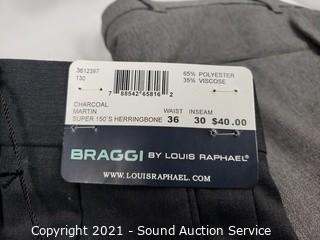 3612397
T30
7 88542 65816 2
65% POLYESTER
35% VISCOSE
CHARCOAL
MARTIN
SUPER 150'S HERRINGBONE
WAIST INSEAM
36 30 $40.00
BRAGGI BY LOUIS RAPHAEL®
WWW.LOUISRAPHAEL.COM
Copyright © 2021 - Sound Auction Service